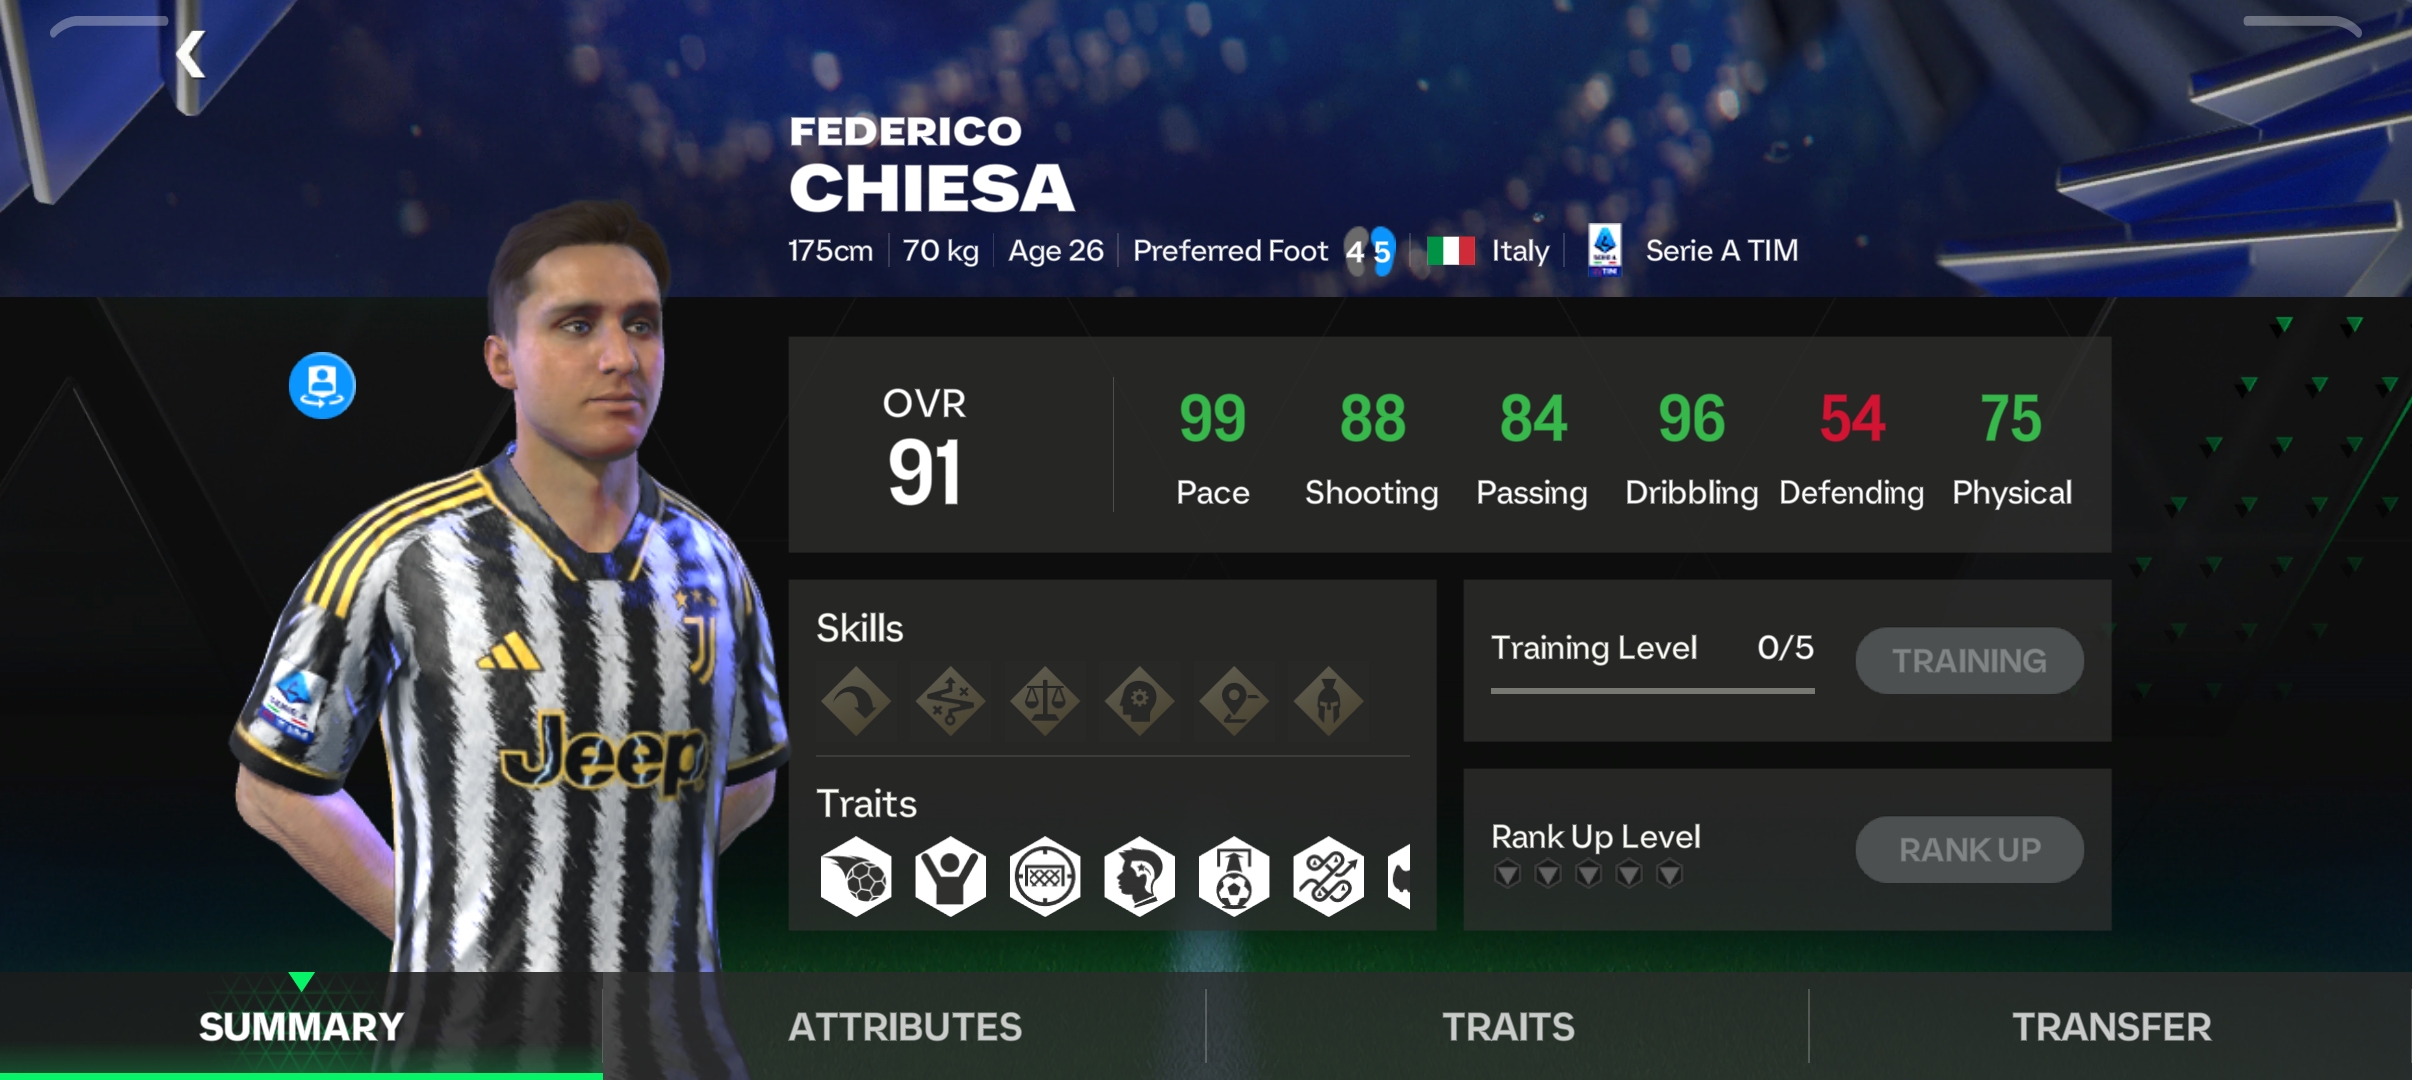 FEDERICO
CHIESA
175cm 70 kg Age 26 Preferred Foot 4 5 Italy Serie A TIM
OVR
91
99 88 84 96 54 75
Pace Shooting Passing Dribbling Defending Physical
Skills
Training Level 0/5 TRAINING
Jeep
Traits
Rank Up Level RANK UP
SUMMARY ATTRIBUTES TRAITS TRANSFER